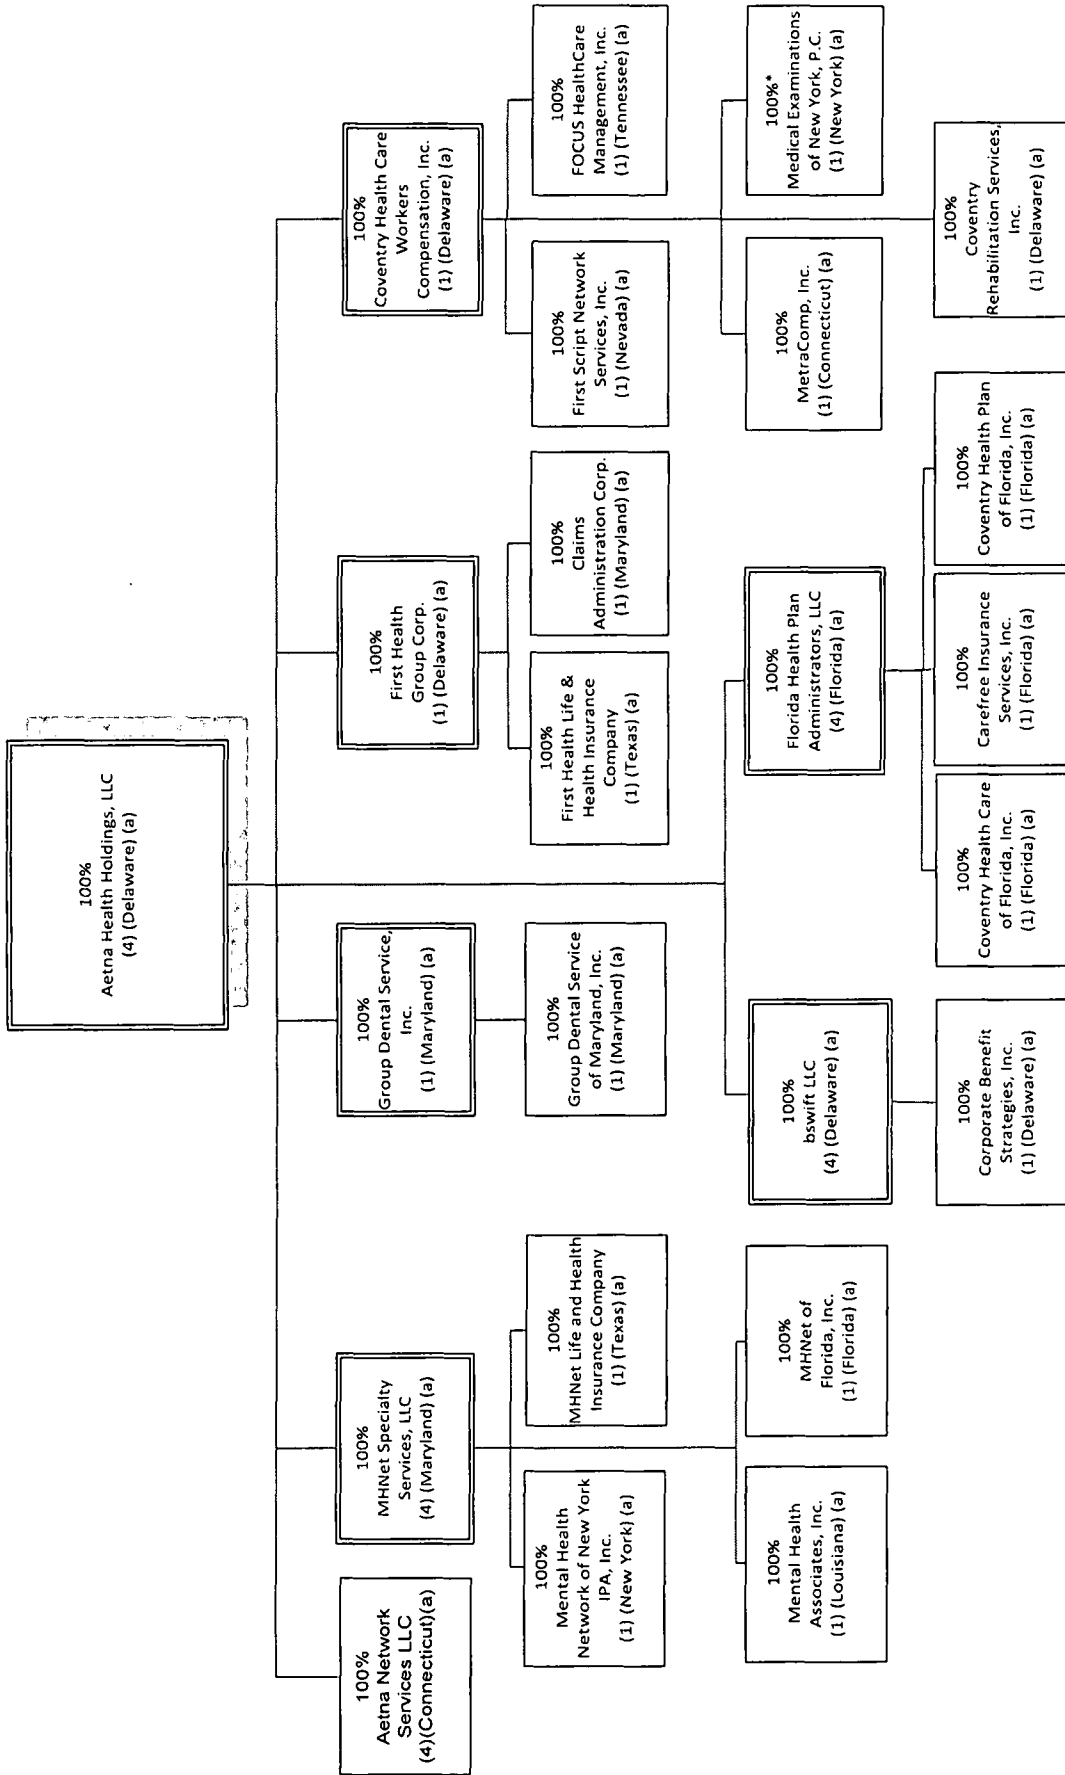 100%
Aetna Health Holdings, LLC
(4) (Delaware) (a)
100%
Aetna Network
Services LLC
(4)(Connecticut)(a)
100%
MHNet Specialty
Services, LLC
(4) (Maryland) (a)
100%
Group Dental Service,
Inc.
(1) (Maryland) (a)
100%
First Health
Group Corp.
(1) (Delaware) (a)
100%
Coventry Health Care
Workers
Compensation, Inc.
(1) (Delaware) (a)
100%
Mental Health
Network of New York
IPA, Inc.
(1) (New York) (a)
100%
MHNet Life and Health
Insurance Company
(1) (Texas) (a)
100%
Group Dental Service
of Maryland, Inc.
(1) (Maryland) (a)
100%
First Health Life &
Health Insurance
Company
(1) (Texas) (a)
100%
Claims
Administration Corp.
(1) (Maryland) (a)
100%
First Script Network
Services, Inc.
(1) (Nevada) (a)
100%
FOCUS HealthCare
Management, Inc.
(1) (Tennessee) (a)
100%
Mental Health
Associates, Inc.
(1) (Louisiana) (a)
100%
MHNet of
Florida, Inc.
(1) (Florida) (a)
100%
bswift LLC
(4) (Delaware) (a)
100%
Florida Health Plan
Administrators, LLC
(4) (Florida) (a)
100%
MetraComp, Inc.
(1) (Connecticut) (a)
100%*
Medical Examinations
of New York, P.C.
(1) (New York) (a)
100%
Corporate Benefit
Strategies, Inc.
(1) (Delaware) (a)
100%
Coventry Health Care
of Florida, Inc.
(1) (Florida) (a)
100%
Carefree Insurance
Services, Inc.
(1) (Florida) (a)
100%
Coventry Health Plan
of Florida, Inc.
(1) (Florida) (a)
100%
Coventry
Rehabilitation Services,
Inc.
(1) (Delaware) (a)